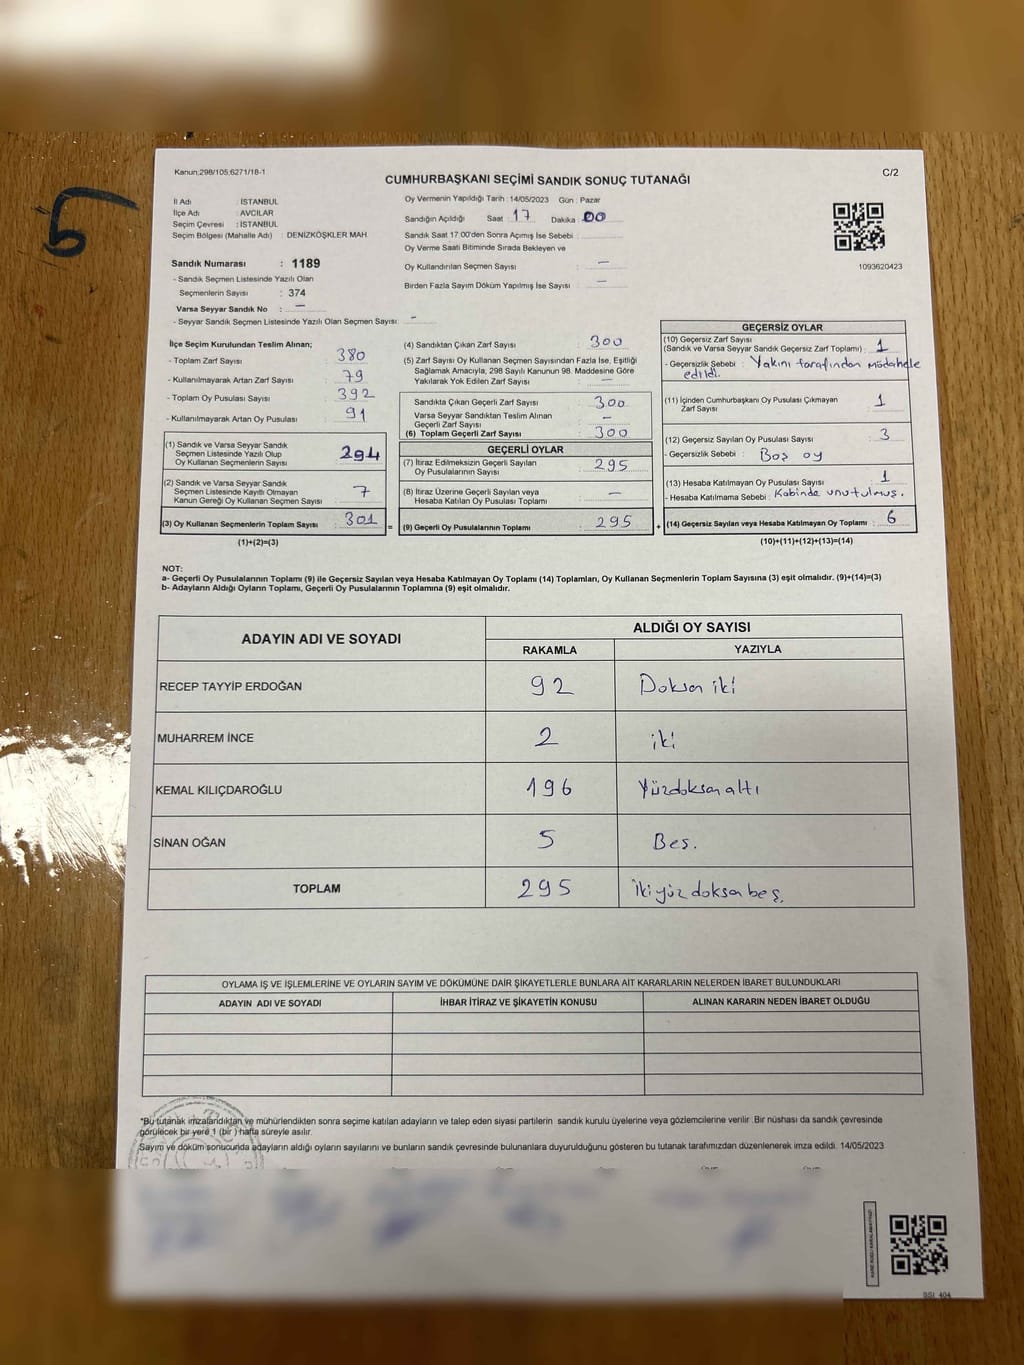 5
Kanun;298/105;6271/18-1
C/2
CUMHURBAŞKANI SEÇİMİ SANDIK SONUÇ TUTANAĞI
İl Adı : İSTANBUL
İlçe Adı : AVCILAR
Seçim Çevresi : İSTANBUL
Seçim Bölgesi (Mahalle Adı) : DENİZKÖŞKLER MAH.
Sandık Numarası : 1189
- Sandık Seçmen Listesinde Yazılı Olan
Seçmenlerin Sayısı : 374
Varsa Seyyar Sandık No : —
- Seyyar Sandık Seçmen Listesinde Yazılı Olan Seçmen Sayısı: -
Oy Vermenin Yapıldığı Tarih : 14/05/2023 Gün : Pazar
Sandığın Açıldığı Saat 17 Dakika 00
Sandık Saat 17:00'den Sonra Açımış İse Sebebi :
Oy Verme Saati Bitiminde Sırada Bekleyen ve
Oy Kullandırılan Seçmen Sayısı : —
Birden Fazla Sayım Döküm Yapılmış İse Sayısı : —
1093620423
İlçe Seçim Kurulundan Teslim Alınan;
- Toplam Zarf Sayısı : 380
- Kullanılmayarak Artan Zarf Sayısı : 79
- Toplam Oy Pusulası Sayısı : 392
- Kullanılmayarak Artan Oy Pusulası : 91
(1) Sandık ve Varsa Seyyar Sandık
Seçmen Listesinde Yazılı Olup
Oy Kullanan Seçmenlerin Sayısı : 294
(2) Sandık ve Varsa Seyyar Sandık
Seçmen Listesinde Kayıtlı Olmayan
Kanun Gereği Oy Kullanan Seçmen Sayısı : 7
(3) Oy Kullanan Seçmenlerin Toplam Sayısı : 301
(1)+(2)=(3)
(4) Sandıktan Çıkan Zarf Sayısı : 300
(5) Zarf Sayısı Oy Kullanan Seçmen Sayısından Fazla İse, Eşitliği
Sağlamak Amacıyla, 298 Sayılı Kanunun 98. Maddesine Göre
Yakılarak Yok Edilen Zarf Sayısı : —
Sandıkta Çıkan Geçerli Zarf Sayısı : 300
Varsa Seyyar Sandıktan Teslim Alınan
Geçerli Zarf Sayısı : —
(6) Toplam Geçerli Zarf Sayısı : 300
GEÇERLİ OYLAR
(7) İtiraz Edilmeksizin Geçerli Sayılan
Oy Pusulalarının Sayısı : 295
(8) İtiraz Üzerine Geçerli Sayılan veya
Hesaba Katılan Oy Pusulası Toplamı : —
= (9) Geçerli Oy Pusulalarının Toplamı : 295 +
GEÇERSİZ OYLAR
(10) Geçersiz Zarf Sayısı
(Sandık ve Varsa Seyyar Sandık Geçersiz Zarf Toplamı) : 1
- Geçersizlik Sebebi : Yakını tarafından müdahele
edildi.
(11) İçinden Cumhurbaşkanı Oy Pusulası Çıkmayan
Zarf Sayısı : 1
(12) Geçersiz Sayılan Oy Pusulası Sayısı : 3
- Geçersizlik Sebebi : Boş oy
(13) Hesaba Katılmayan Oy Pusulası Sayısı : 1
- Hesaba Katılmama Sebebi : Kabinde unutulmuş.
(14) Geçersiz Sayılan veya Hesaba Katılmayan Oy Toplamı : 6
(10)+(11)+(12)+(13)=(14)
NOT:
a- Geçerli Oy Pusulalarının Toplamı (9) ile Geçersiz Sayılan veya Hesaba Katılmayan Oy Toplamı (14) Toplamları, Oy Kullanan Seçmenlerin Toplam Sayısına (3) eşit olmalıdır. (9)+(14)=(3)
b- Adayların Aldığı Oyların Toplamı, Geçerli Oy Pusulalarının Toplamına (9) eşit olmalıdır.
ADAYIN ADI VE SOYADI
ALDIĞI OY SAYISI
RAKAMLA YAZIYLA
RECEP TAYYİP ERDOĞAN 92 Doksan iki
MUHARREM İNCE 2 iki
KEMAL KILIÇDAROĞLU 196 Yüzdoksan altı
SİNAN OĞAN 5 Beş.
TOPLAM 295 İkiyüz doksan beş.
OYLAMA İŞ VE İŞLEMLERİNE VE OYLARIN SAYIM VE DÖKÜMÜNE DAİR ŞİKAYETLERLE BUNLARA AİT KARARLARIN NELERDEN İBARET BULUNDUKLARI
ADAYIN ADI VE SOYADI İHBAR İTİRAZ VE ŞİKAYETİN KONUSU ALINAN KARARIN NEDEN İBARET OLDUĞU
*Bu tutanak imzalandıktan ve mühürlendikten sonra seçime katılan adayların ve talep eden siyasi partilerin sandık kurulu üyelerine veya gözlemcilerine verilir .Bir nüshası da sandık çevresinde
görülecek bir yere 1 (bir ) hafta süreyle asılır.
Sayım ve döküm sonucunda adayların aldığı oyların sayılarını ve bunların sandık çevresinde bulunanlara duyurulduğunu gösteren bu tutanak tarafımızdan düzenlenerek imza edildi. 14/05/2023